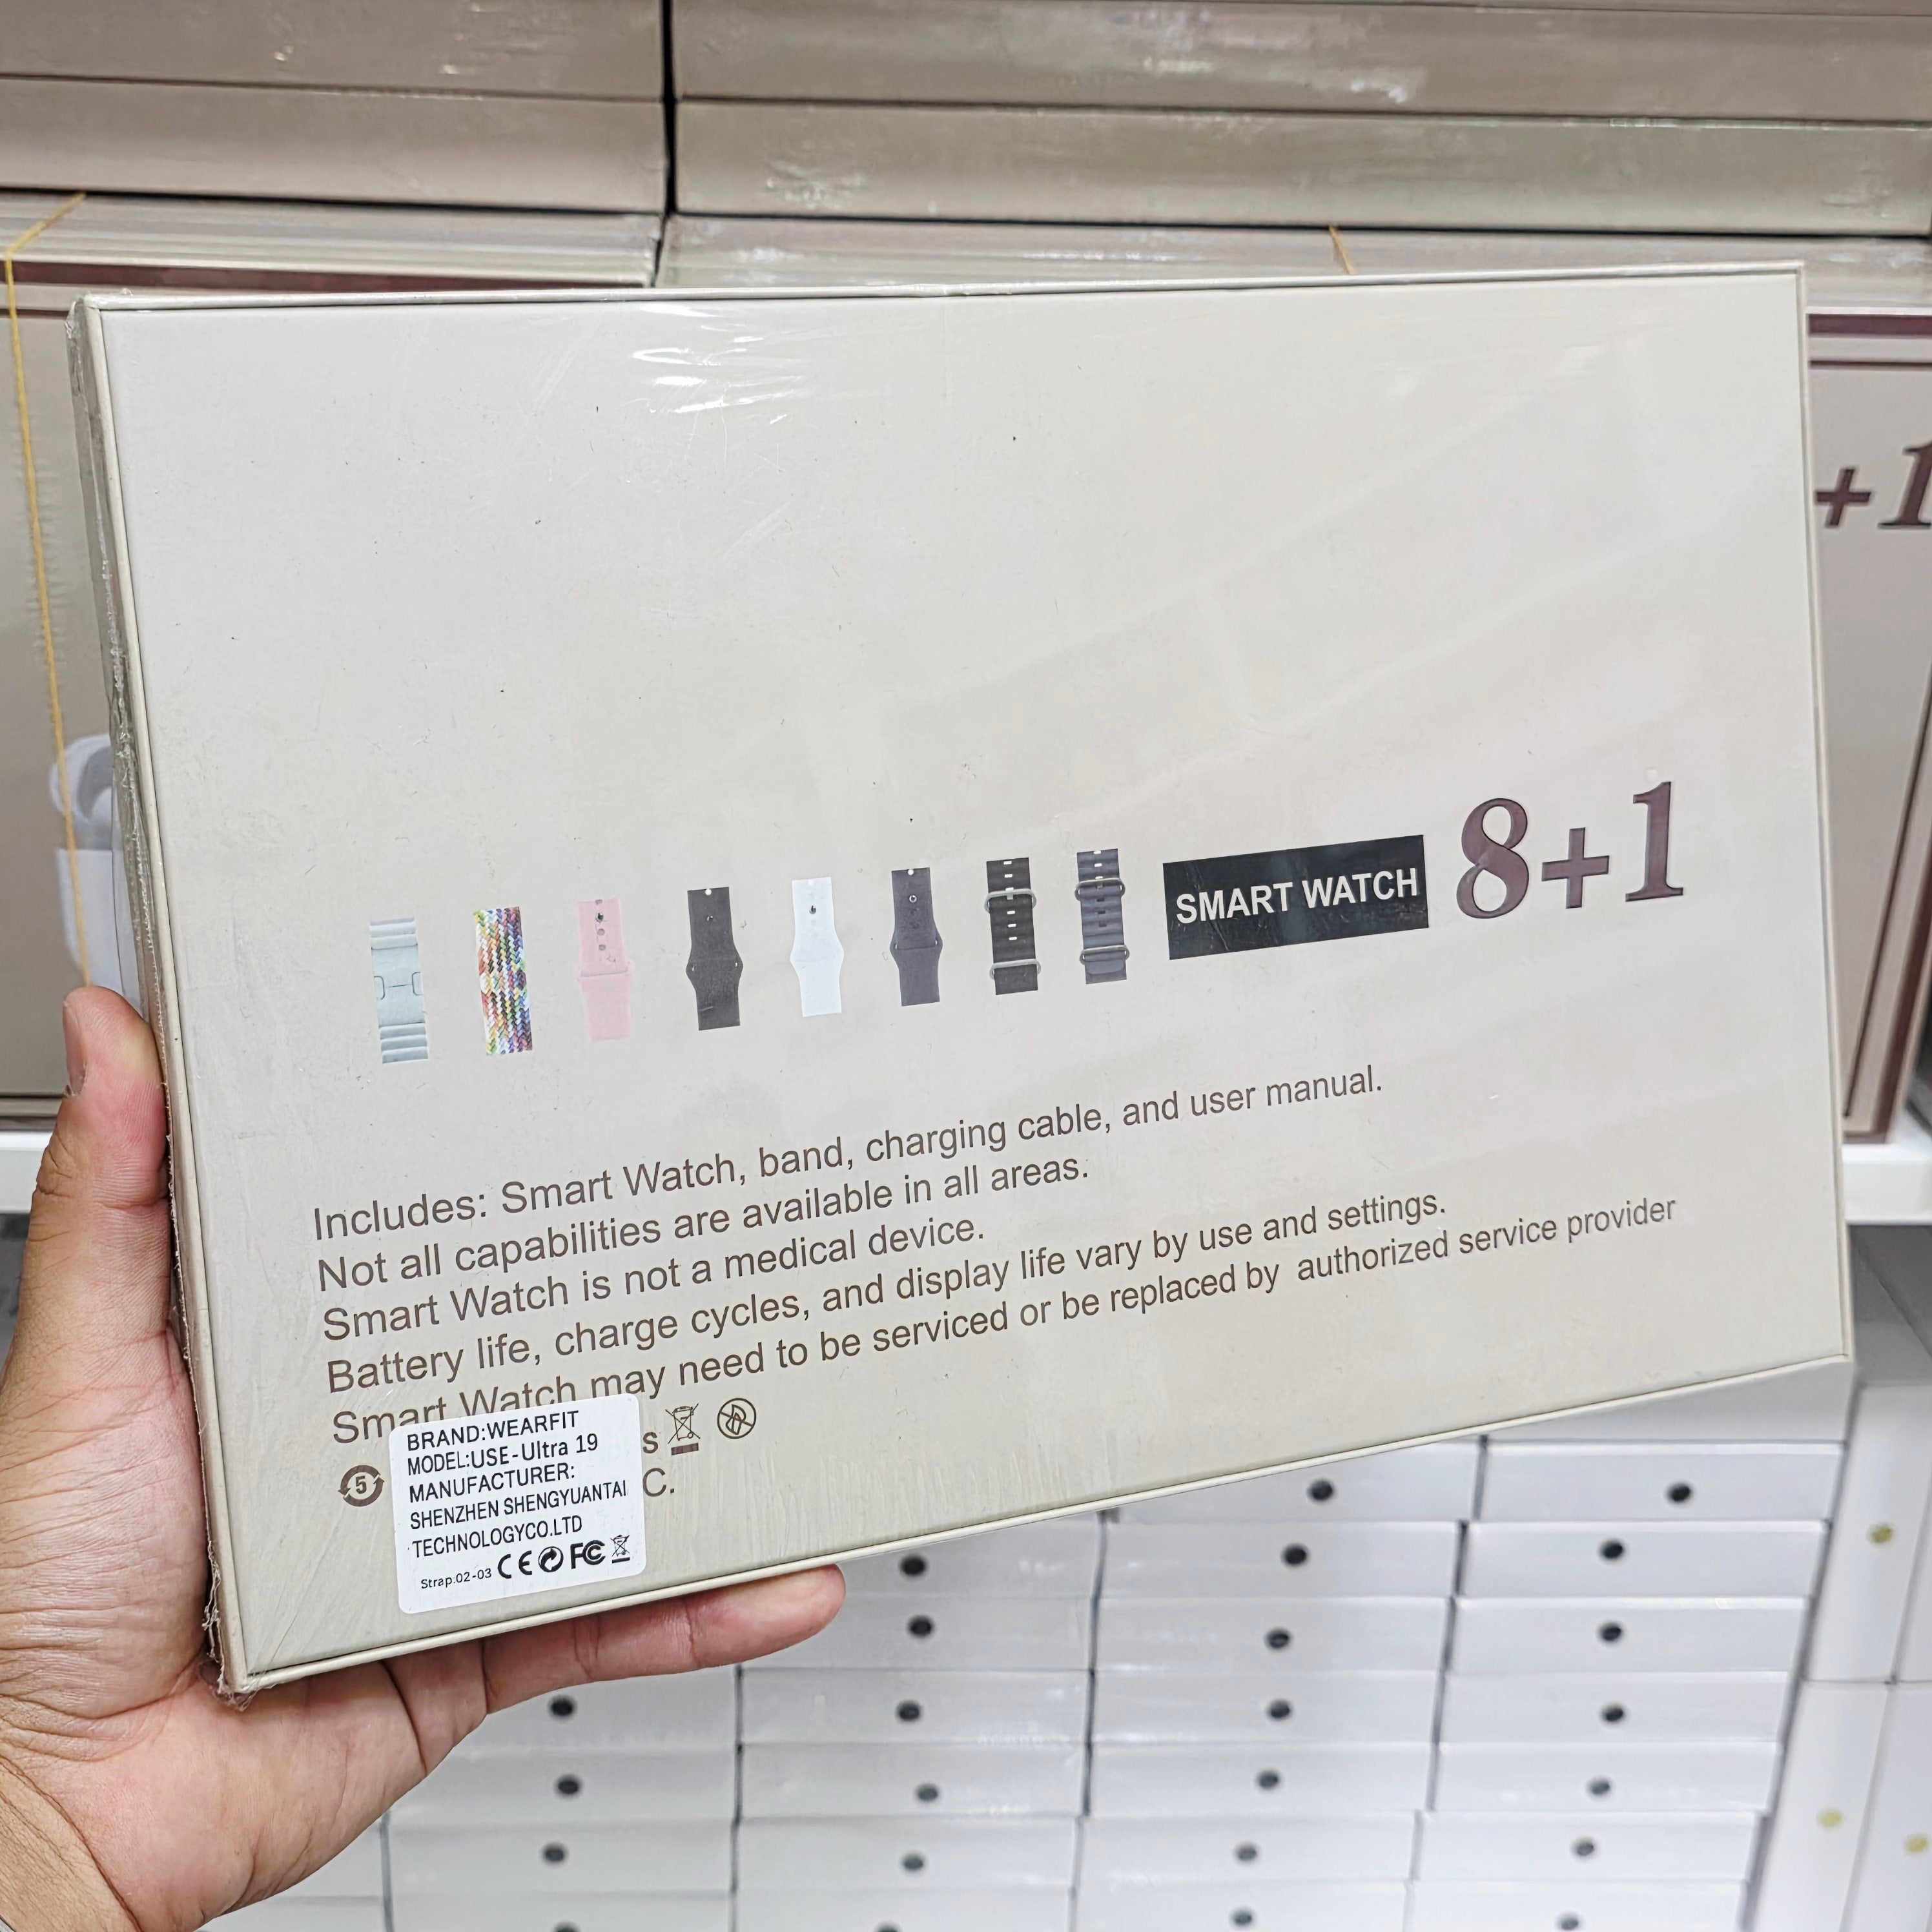 +1
SMART WATCH 8+1
Includes: Smart Watch, band, charging cable, and user manual.
Not all capabilities are available in all areas.
Smart Watch is not a medical device.
Battery life, charge cycles, and display life vary by use and settings.
Smart Watch may need to be serviced or be replaced by authorized service provider
s
5
C.
BRAND:WEARFIT
MODEL:USE-Ultra 19
MANUFACTURER:
SHENZHEN SHENGYUANTAI
TECHNOLOGYCO.LTD
Strap:02-03 CE FC